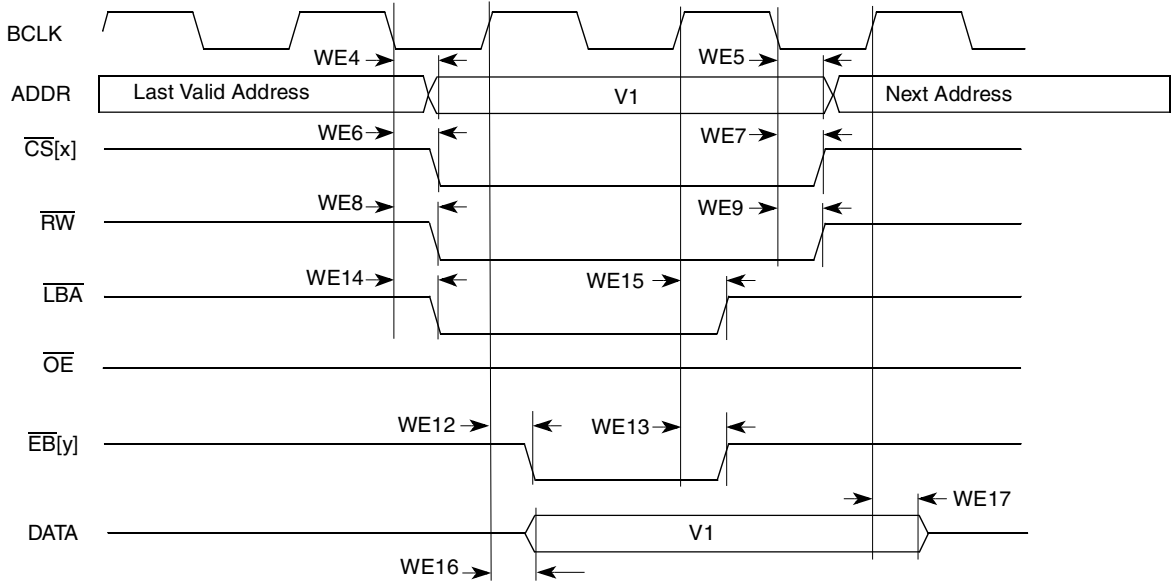 BCLK
WE4 WE5
ADDR Last Valid Address V1 Next Address
WE6 WE7
CS[x]
WE8 WE9
RW
WE14 WE15
LBA
OE
WE12 WE13
EB[y]
WE17
DATA V1
WE16